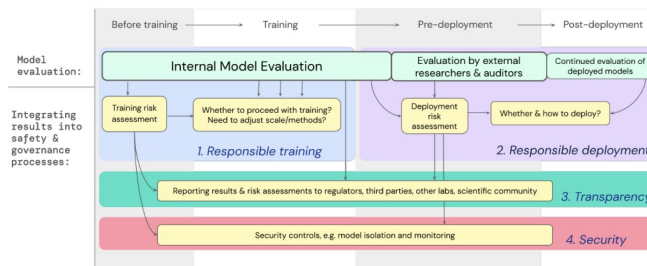 Before training → Training → Pre-deployment → Post-deployment
Model
evaluation:
Internal Model Evaluation
Evaluation by external
researchers & auditors
Continued evaluation of
deployed models
Integrating
results into
safety &
governance
processes:
Training risk
assessment
Whether to proceed with training?
Need to adjust scale/methods?
Deployment
risk
assessment
Whether & how to deploy?
1. Responsible training
2. Responsible deployment
Reporting results & risk assessments to regulators, third parties, other labs, scientific community
3. Transparency
Security controls, e.g. model isolation and monitoring
4. Security